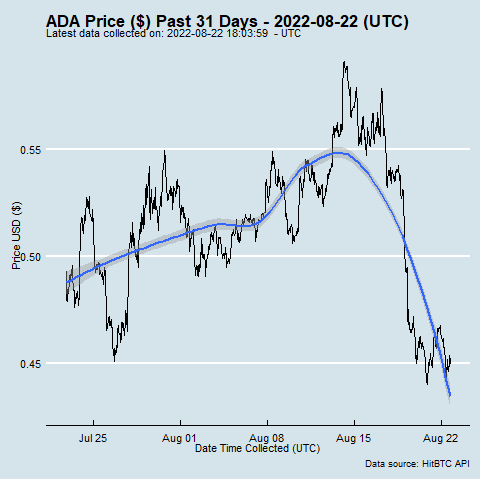 ADA Price ($) Past 31 Days - 2022-08-22 (UTC)
Latest data collected on: 2022-08-22 18:03:59 - UTC
Price USD ($)
0.55
0.50
0.45
Jul 25
Aug 01
Aug 08
Aug 15
Aug 22
Date Time Collected (UTC)
Data source: HitBTC API